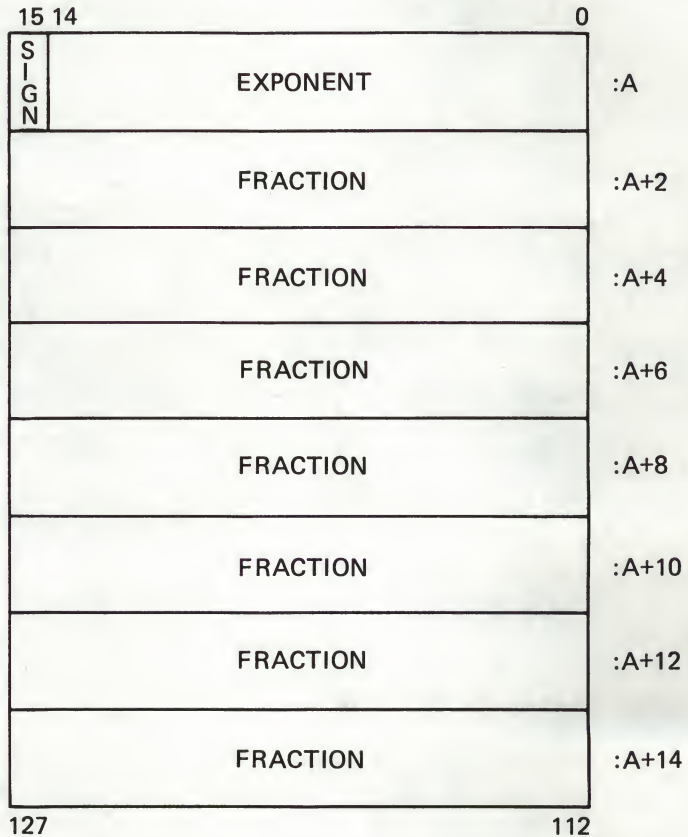 15 14 0
SIGN EXPONENT :A
FRACTION :A+2
FRACTION :A+4
FRACTION :A+6
FRACTION :A+8
FRACTION :A+10
FRACTION :A+12
FRACTION :A+14
127 112